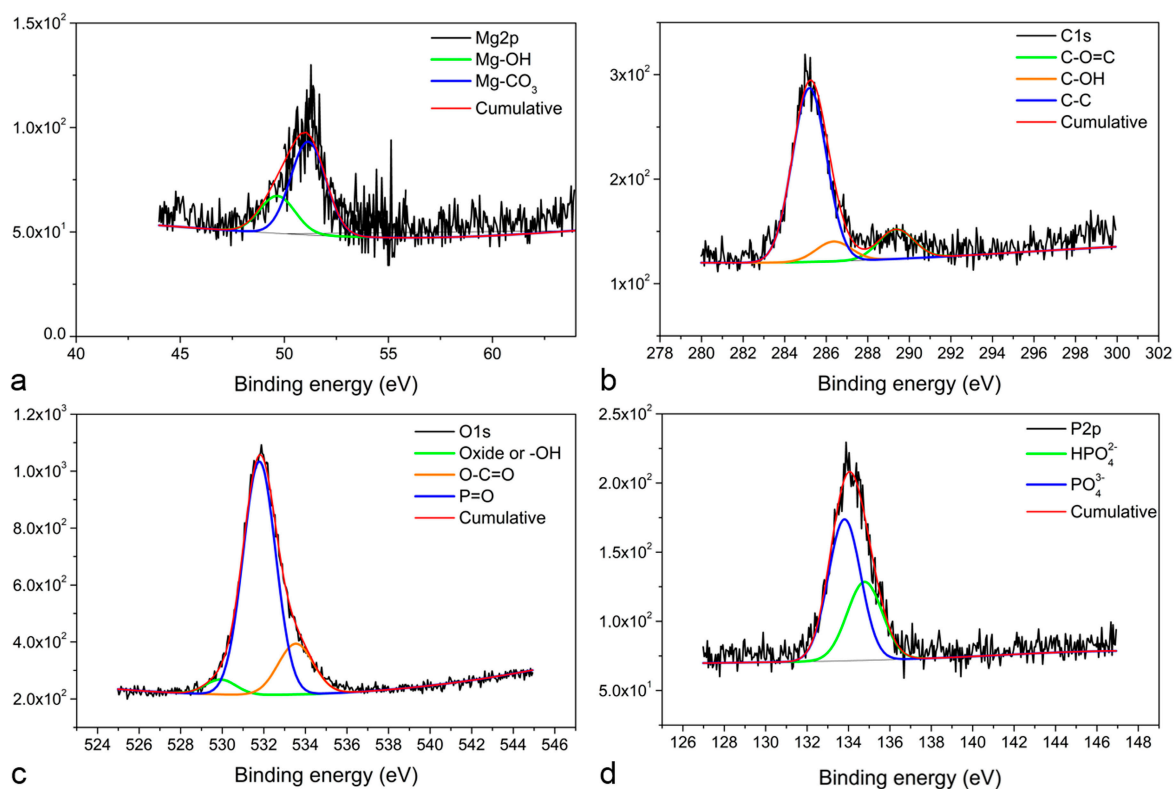 1.5x10²
1.0x10²
5.0x10¹
0.0
Mg2p
Mg-OH
Mg-CO₃
Cumulative
40 45 50 55 60
Binding energy (eV)
a
3x10²
2x10²
1x10²
C1s
C-O=C
C-OH
C-C
Cumulative
278 280 282 284 286 288 290 292 294 296 298 300 302
Binding energy (eV)
b
1.2x10³
1.0x10³
8.0x10²
6.0x10²
4.0x10²
2.0x10²
O1s
Oxide or -OH
O-C=O
P=O
Cumulative
524 526 528 530 532 534 536 538 540 542 544 546
Binding energy (eV)
c
2.5x10²
2.0x10²
1.5x10²
1.0x10²
5.0x10¹
P2p
HPO₄²⁻
PO₄³⁻
Cumulative
126 128 130 132 134 136 138 140 142 144 146 148
Binding energy (eV)
d